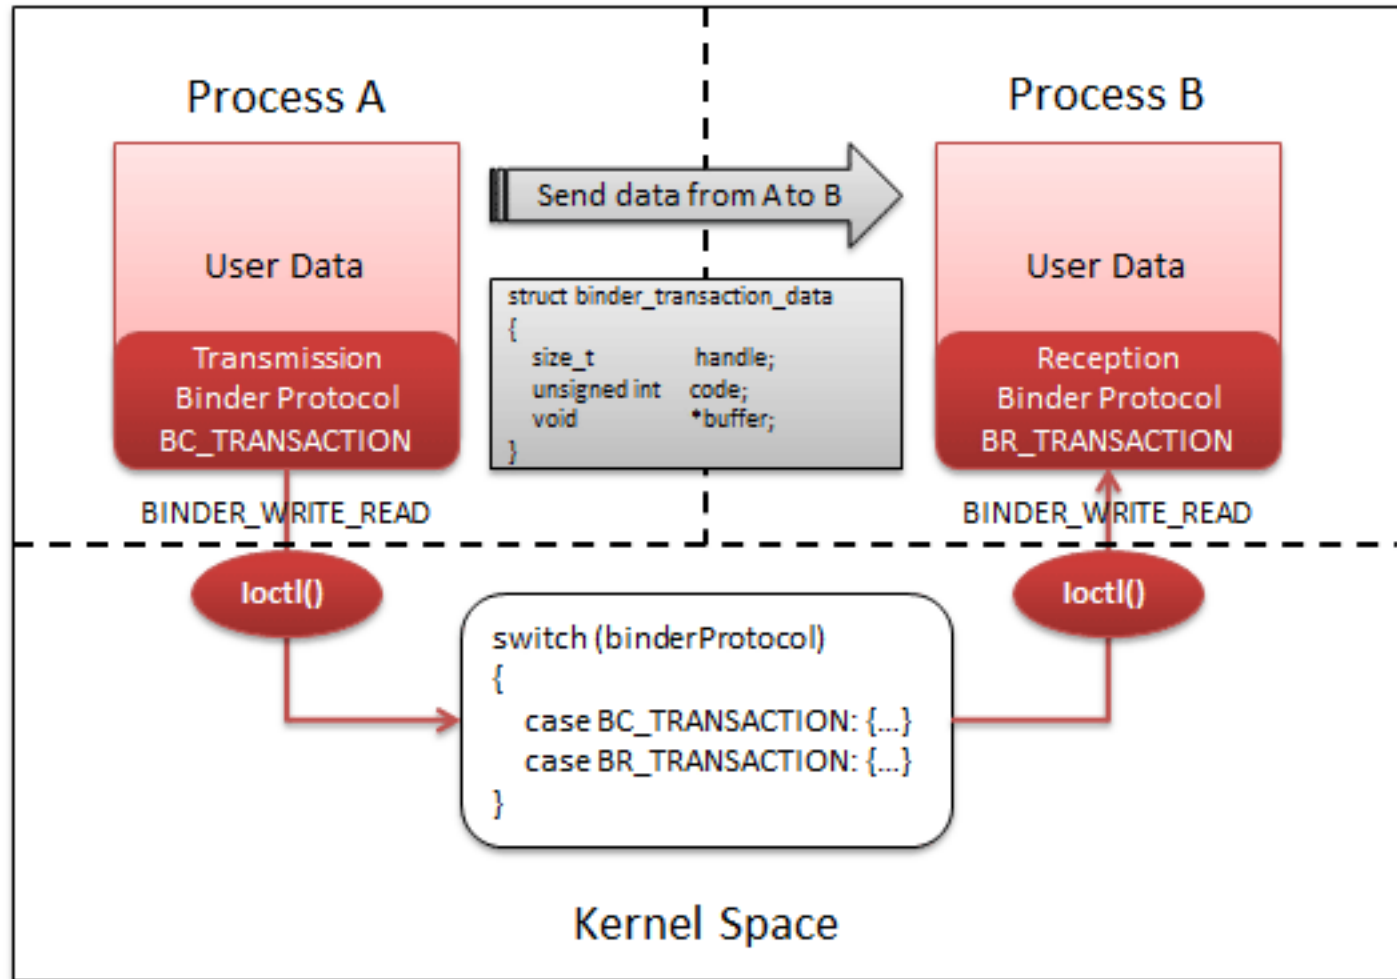 Process A
Process B
Send data from A to B
User Data
User Data
struct binder_transaction_data
{
size_t handle;
unsigned int code;
void *buffer;
}
Transmission
Binder Protocol
BC_TRANSACTION
Reception
Binder Protocol
BR_TRANSACTION
BINDER_WRITE_READ
BINDER_WRITE_READ
Ioctl()
Ioctl()
switch (binderProtocol)
{
case BC_TRANSACTION: {...}
case BR_TRANSACTION: {...}
}
Kernel Space